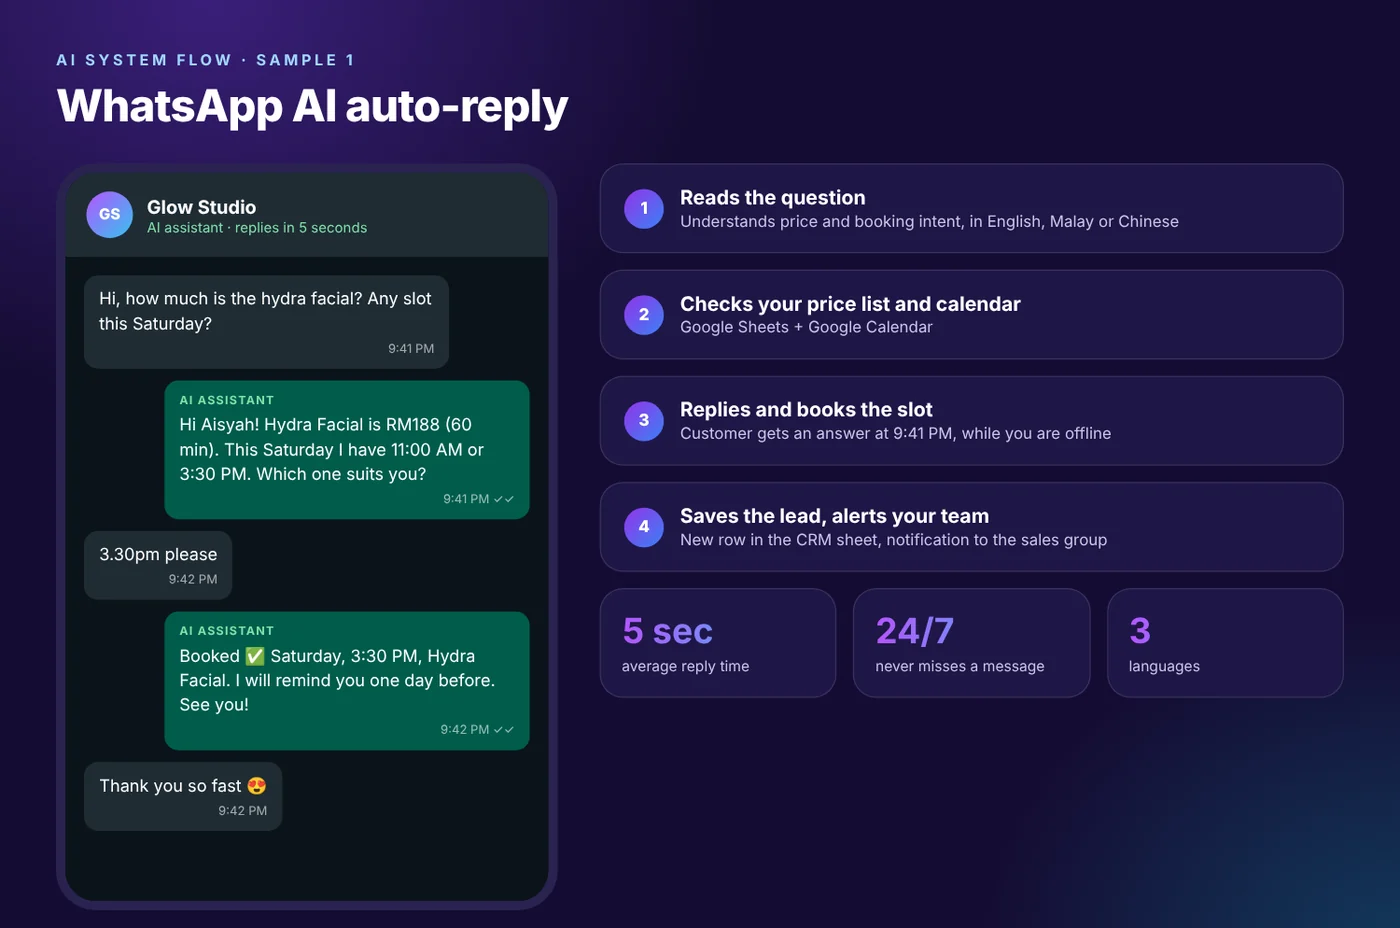 AI SYSTEM FLOW · SAMPLE 1
WhatsApp AI auto-reply
GS
Glow Studio
AI assistant · replies in 5 seconds
Hi, how much is the hydra facial? Any slot
this Saturday?
9:41 PM
AI ASSISTANT
Hi Aisyah! Hydra Facial is RM188 (60
min). This Saturday I have 11:00 AM or
3:30 PM. Which one suits you?
9:41 PM ✓✓
3.30pm please
9:42 PM
AI ASSISTANT
Booked ✅ Saturday, 3:30 PM, Hydra
Facial. I will remind you one day before.
See you!
9:42 PM ✓✓
Thank you so fast 😍
9:42 PM
1
Reads the question
Understands price and booking intent, in English, Malay or Chinese
2
Checks your price list and calendar
Google Sheets + Google Calendar
3
Replies and books the slot
Customer gets an answer at 9:41 PM, while you are offline
4
Saves the lead, alerts your team
New row in the CRM sheet, notification to the sales group
5 sec
average reply time
24/7
never misses a message
3
languages